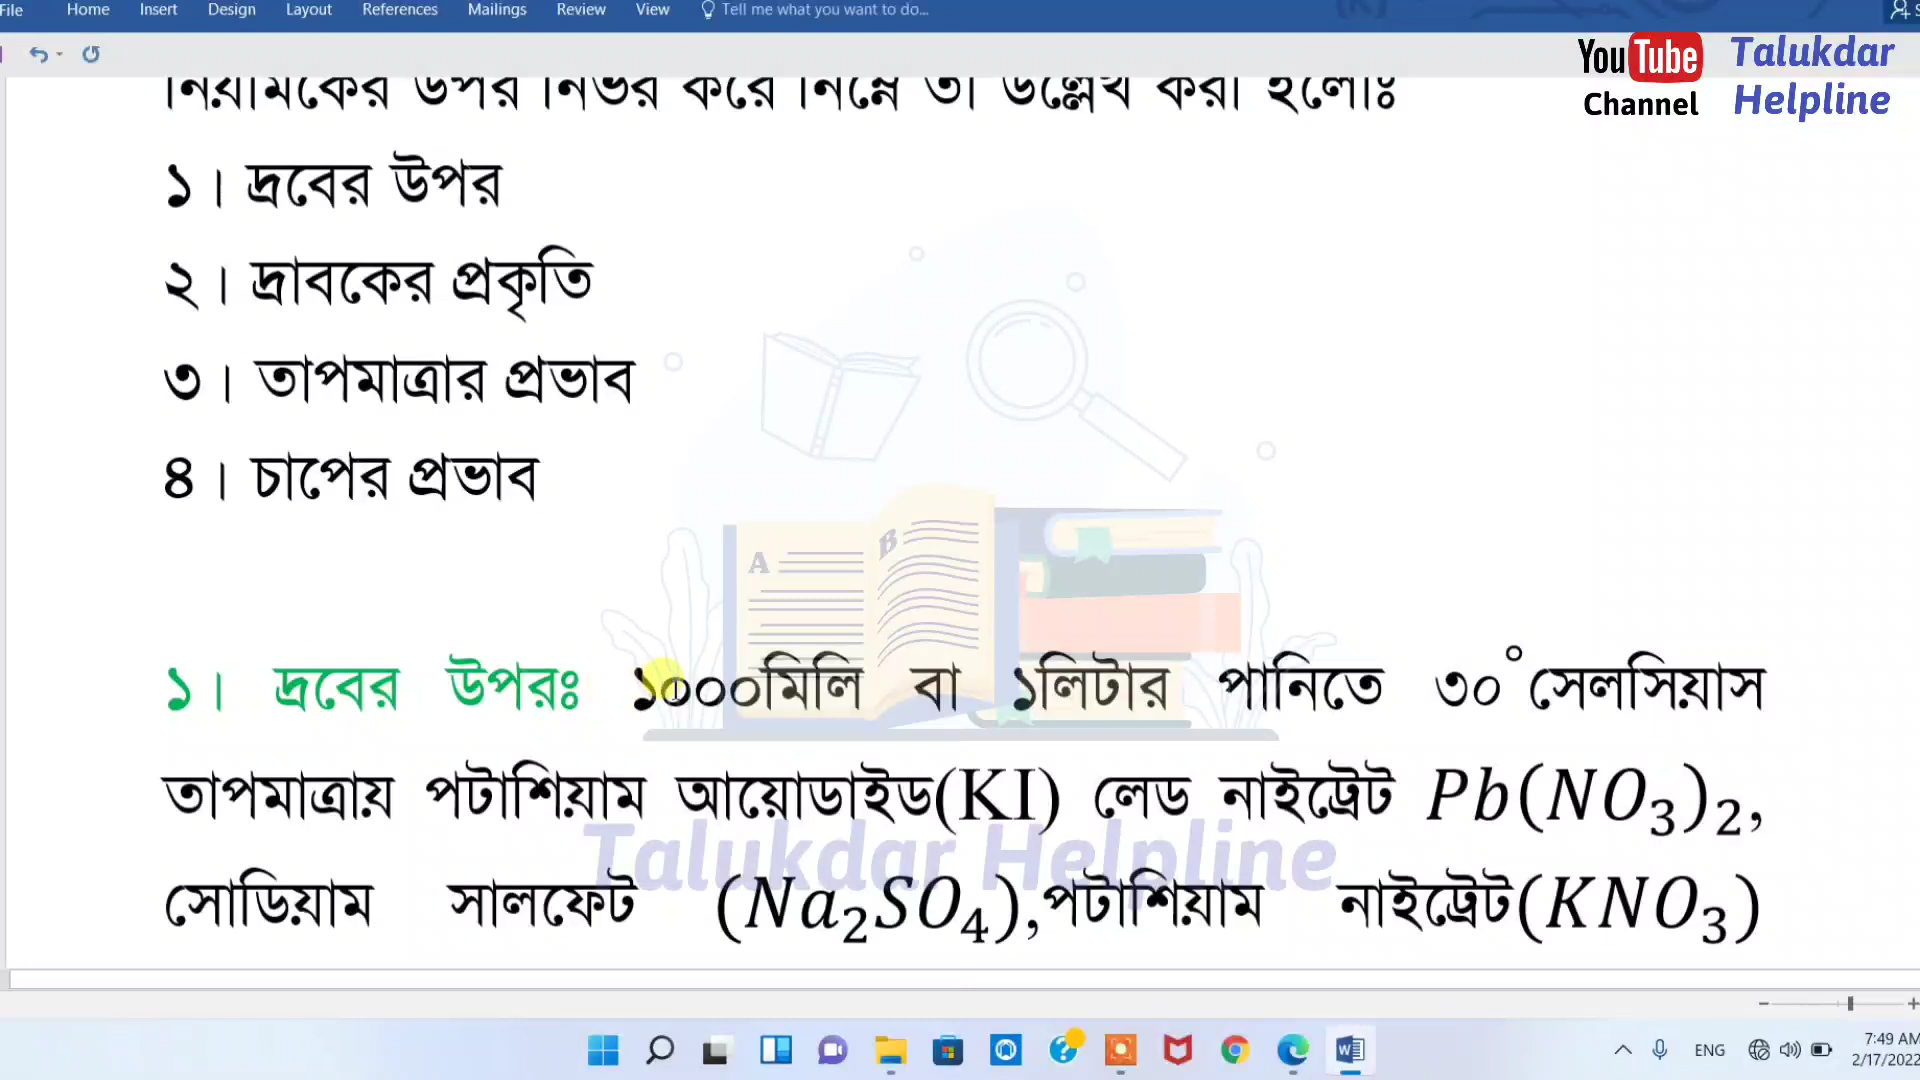 File Home Insert Design Layout References Mailings Review View Tell me what you want to do...
YouTube Channel
Talukdar Helpline
নিয়ামকের উপর নির্ভর করে নিম্নে তা উল্লেখ করা হলোঃ
১। দ্রবের উপর
২। দ্রাবকের প্রকৃতি
৩। তাপমাত্রার প্রভাব
৪। চাপের প্রভাব
A B
১। দ্রবের উপরঃ ১০০০মিলি বা ১লিটার পানিতে ৩০°সেলসিয়াস
তাপমাত্রায় পটাশিয়াম আয়োডাইড(KI) লেড নাইট্রেট Pb(NO₃)₂,
Talukdar Helpline
সোডিয়াম সালফেট (Na₂SO₄),পটাশিয়াম নাইট্রেট(KNO₃)
ENG
7:49 AM
2/17/2022